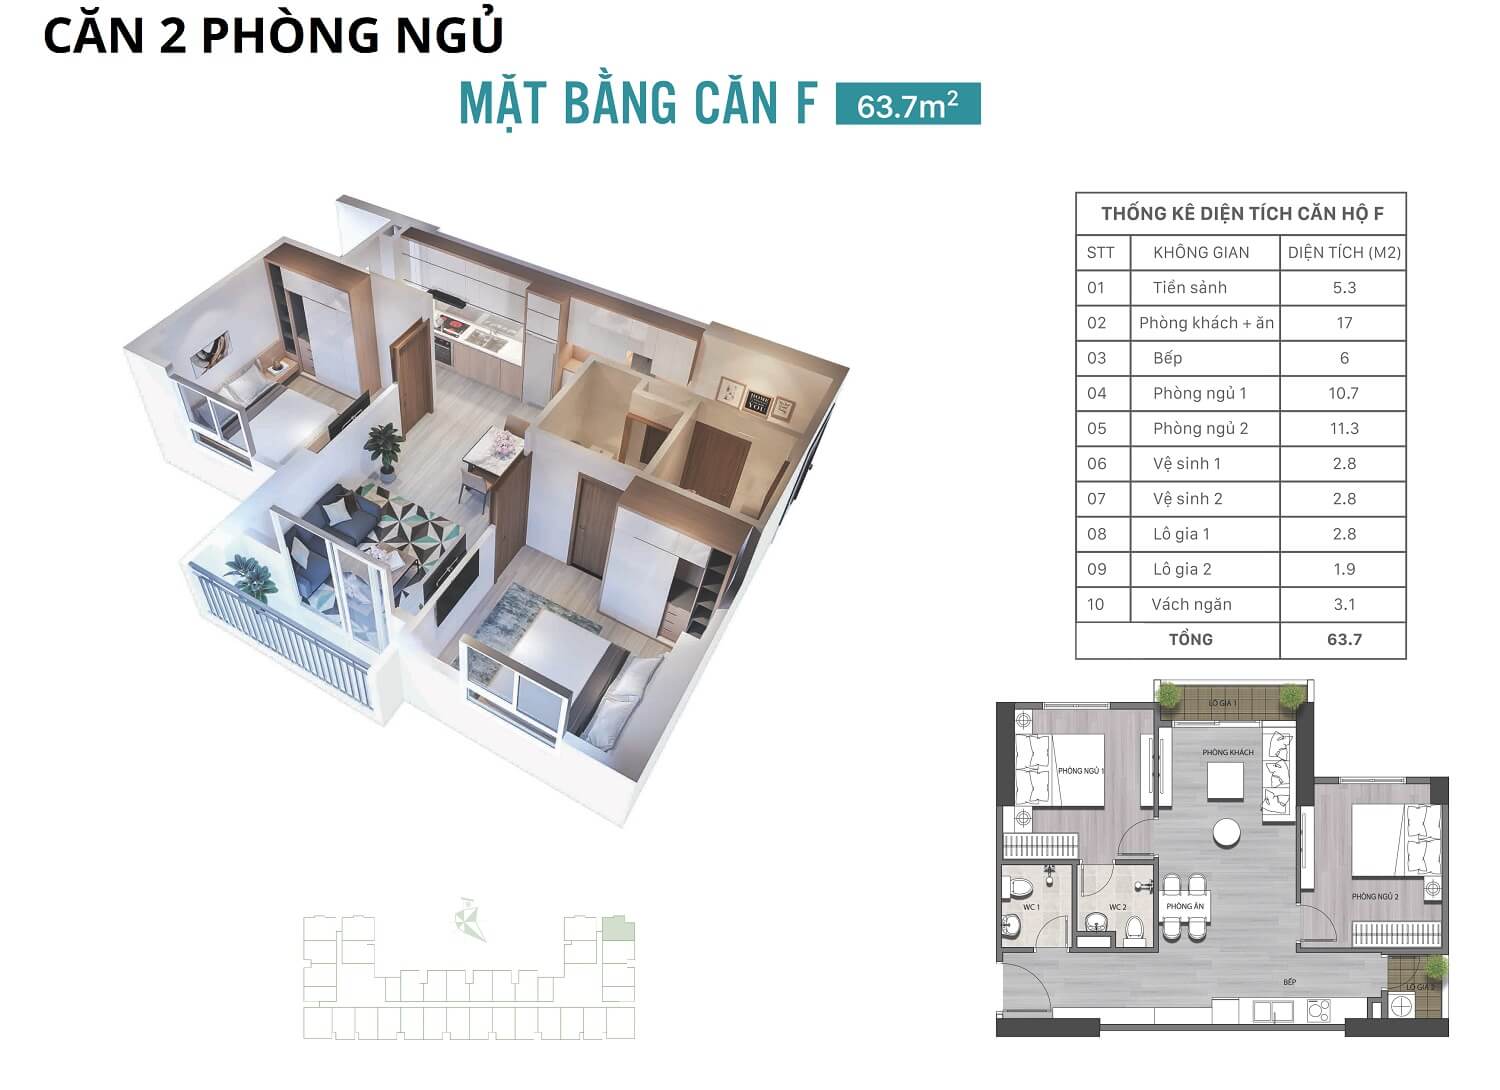 CĂN 2 PHÒNG NGỦ
MẶT BẰNG CĂN F 63.7m²
THỐNG KÊ DIỆN TÍCH CĂN HỘ F
STT KHÔNG GIAN DIỆN TÍCH (M2)
01 Tiền sảnh 5.3
02 Phòng khách + ăn 17
03 Bếp 6
04 Phòng ngủ 1 10.7
05 Phòng ngủ 2 11.3
06 Vệ sinh 1 2.8
07 Vệ sinh 2 2.8
08 Lô gia 1 2.8
09 Lô gia 2 1.9
10 Vách ngăn 3.1
TỔNG 63.7
HOME
YOU
LÔ GIA 1
PHÒNG KHÁCH
PHÒNG NGỦ 1
PHÒNG NGỦ 2
WC 1
WC 2
PHÒNG ĂN
BẾP
LÔ GIA 2